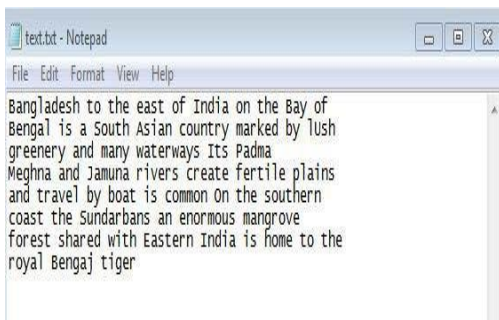 text.txt - Notepad
File Edit Format View Help
Bangladesh to the east of India on the Bay of
Bengal is a South Asian country marked by lush
greenery and many waterways Its Padma
Meghna and Jamuna rivers create fertile plains
and travel by boat is common On the southern
coast the Sundarbans an enormous mangrove
forest shared with Eastern India is home to the
royal Bengaj tiger